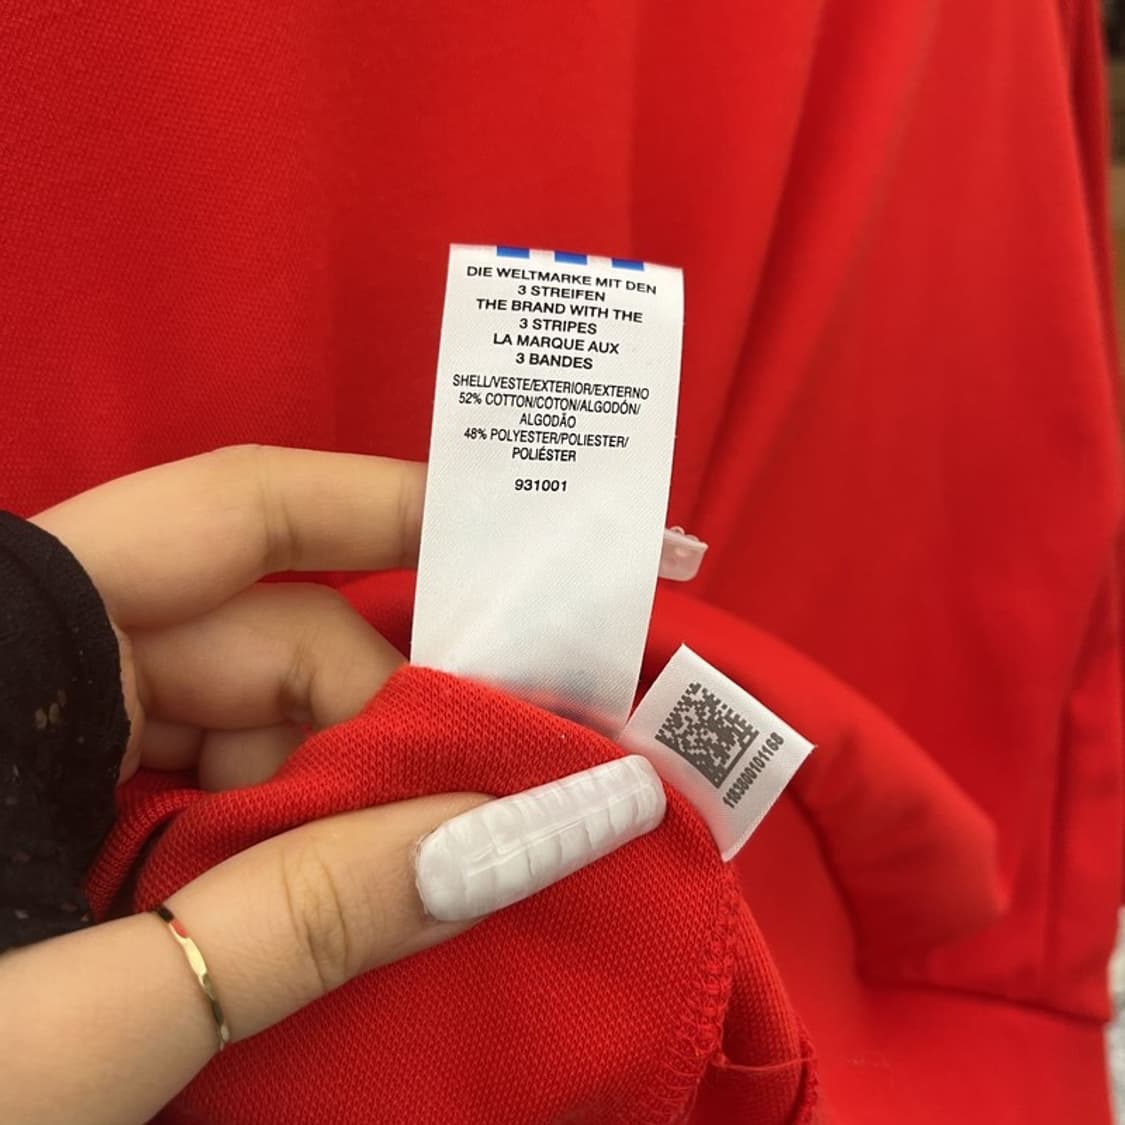 DIE WELTMARKE MIT DEN
3 STREIFEN
THE BRAND WITH THE
3 STRIPES
LA MARQUE AUX
3 BANDES
SHELL/VESTE/EXTERIOR/EXTERNO
52% COTTON/COTON/ALGODÓN/
ALGODÃO
48% POLYESTER/POLIESTER/
POLIÉSTER
931001
1183000101168